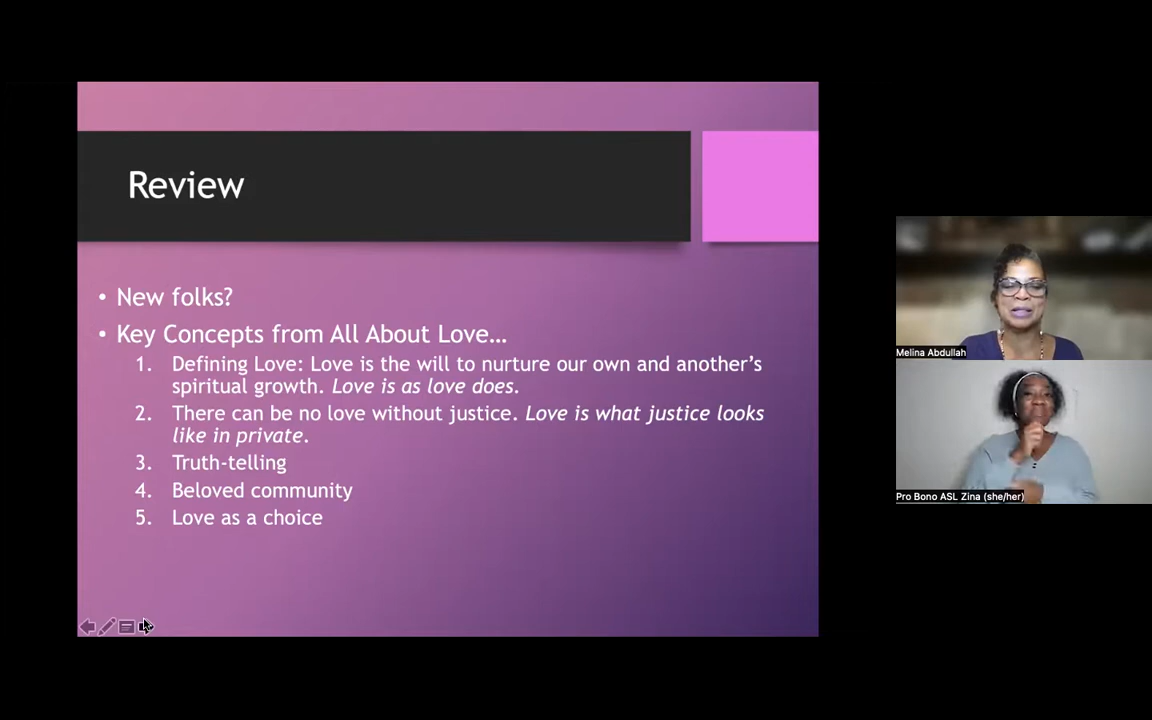 Review
• New folks?
• Key Concepts from All About Love…
1. Defining Love: Love is the will to nurture our own and another’s
spiritual growth. Love is as love does.
2. There can be no love without justice. Love is what justice looks
like in private.
3. Truth-telling
4. Beloved community
5. Love as a choice
Melina Abdullah
Pro Bono ASL Zina (she/her)